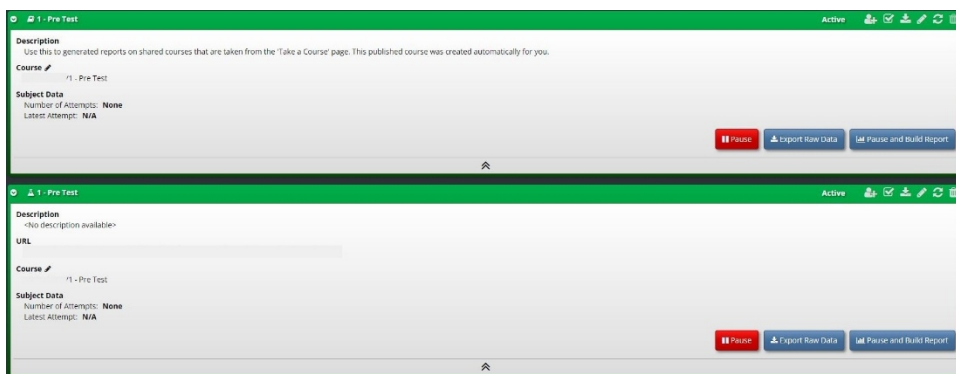 1 - Pre Test Active
Description
Use this to generated reports on shared courses that are taken from the 'Take a Course' page. This published course was created automatically for you.
Course
/1 - Pre Test
Subject Data
Number of Attempts: None
Latest Attempt: N/A
Pause Export Raw Data Pause and Build Report
1 - Pre Test Active
Description
<No description available>
URL
Course
/1 - Pre Test
Subject Data
Number of Attempts: None
Latest Attempt: N/A
Pause Export Raw Data Pause and Build Report